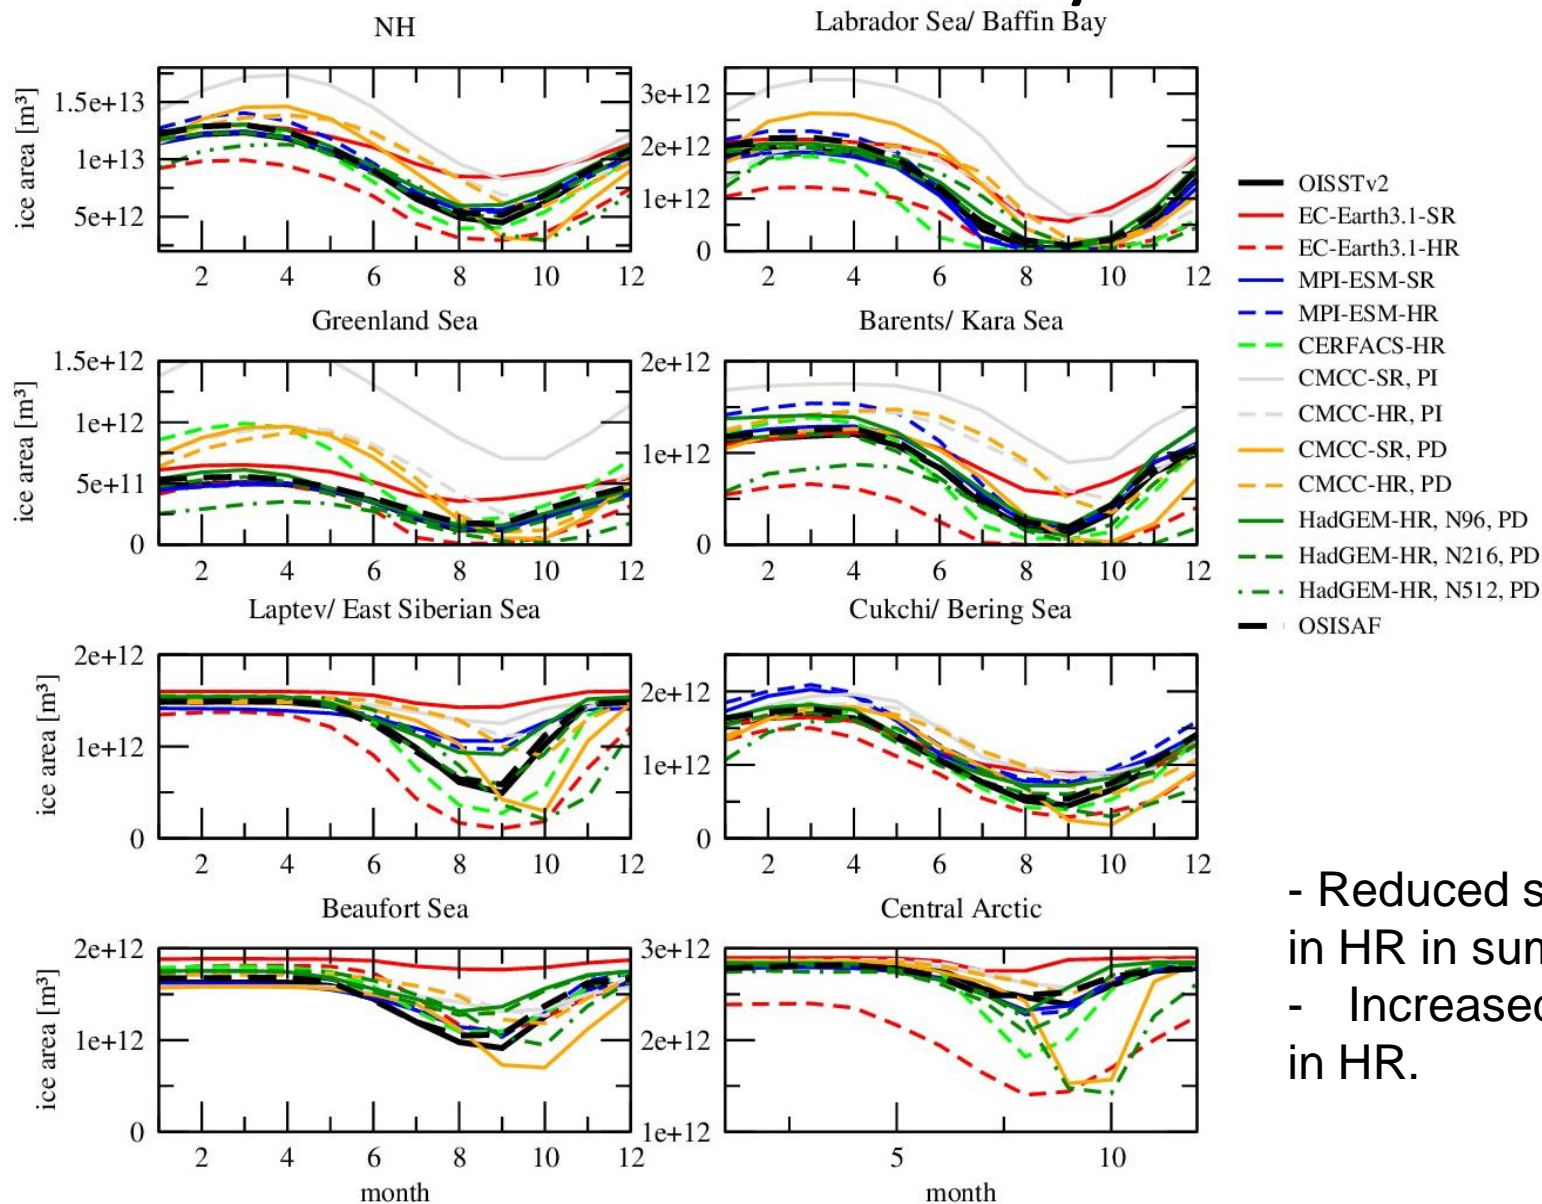 NH
Labrador Sea/ Baffin Bay
ice area [m³]
1.5e+13
1e+13
5e+12
2 4 6 8 10 12
3e+12
2e+12
1e+12
0
2 4 6 8 10 12
Greenland Sea
Barents/ Kara Sea
ice area [m³]
1.5e+12
1e+12
5e+11
0
2 4 6 8 10 12
2e+12
1e+12
0
2 4 6 8 10 12
Laptev/ East Siberian Sea
Cukchi/ Bering Sea
ice area [m³]
2e+12
1e+12
0
2 4 6 8 10 12
2e+12
1e+12
0
2 4 6 8 10 12
Beaufort Sea
Central Arctic
ice area [m³]
2e+12
1e+12
0
2 4 6 8 10 12
month
3e+12
2e+12
1e+12
5 10
month
OISSTv2
EC-Earth3.1-SR
EC-Earth3.1-HR
MPI-ESM-SR
MPI-ESM-HR
CERFACS-HR
CMCC-SR, PI
CMCC-HR, PI
CMCC-SR, PD
CMCC-HR, PD
HadGEM-HR, N96, PD
HadGEM-HR, N216, PD
HadGEM-HR, N512, PD
OSISAF
- Reduced
in HR in
- Increased
in HR.